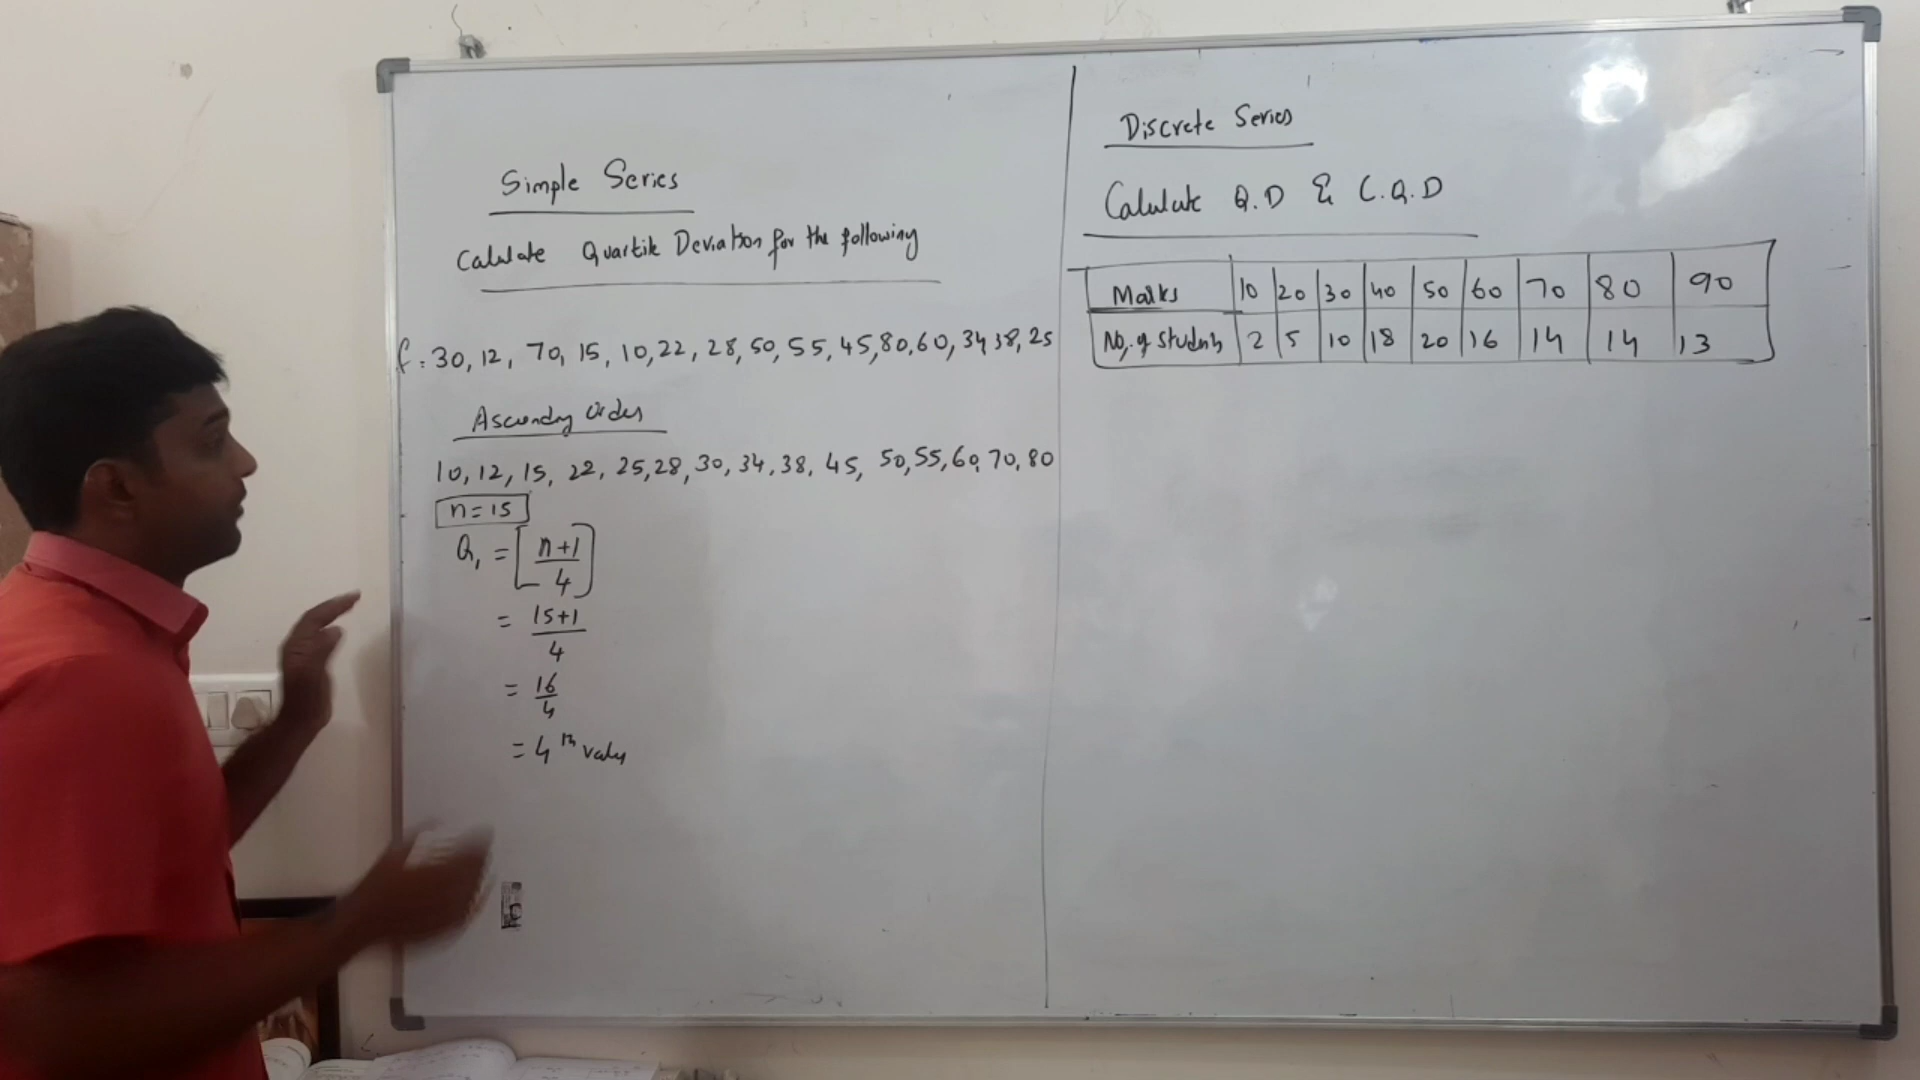 Simple Series
Calculate Quartile Deviation for the following
f: 30, 12, 70, 15, 10, 22, 28, 50, 55, 45, 80, 60, 34, 38, 25
Ascending Order
10, 12, 15, 22, 25, 28, 30, 34, 38, 45, 50, 55, 60, 70, 80
n = 15
Q₁ = [n+1 / 4]
= 15+1 / 4
= 16 / 4
= 4th value
Discrete Series
Calculate Q.D & C.Q.D
Marks 10 20 30 40 50 60 70 80 90
No. of Students 2 5 10 18 20 16 14 14 13